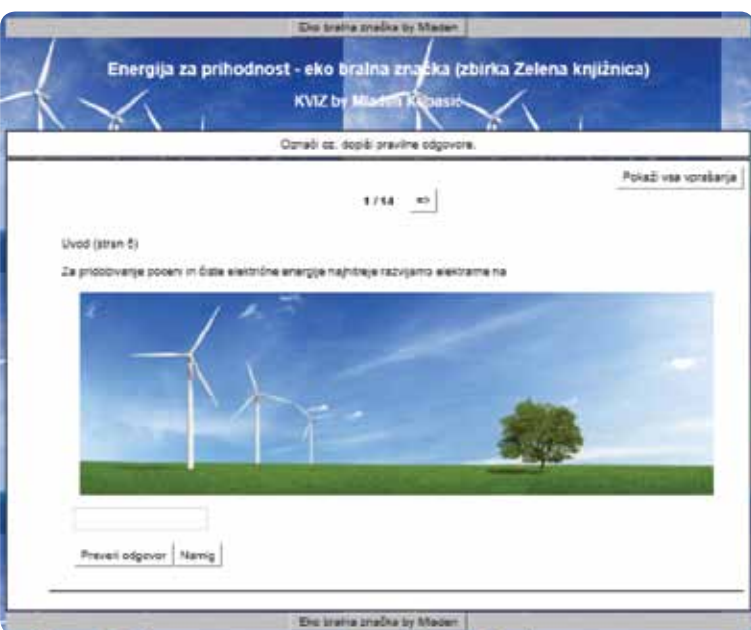 Eko bralna značka by Mladen
Energija za prihodnost - eko bralna značka (zbirka Zelena knjižnica)
KVIZ by Mladen Kopasić
Označi oz. dopiši pravilne odgovore.
Pokaži vsa vprašanja
1 / 14 =>
Uvod (stran
Za pridobivanje poceni in čiste električne energije najhitreje razvijamo elektrarne na
Preveri odgovor Namig
Eko bralna značka by Mladen